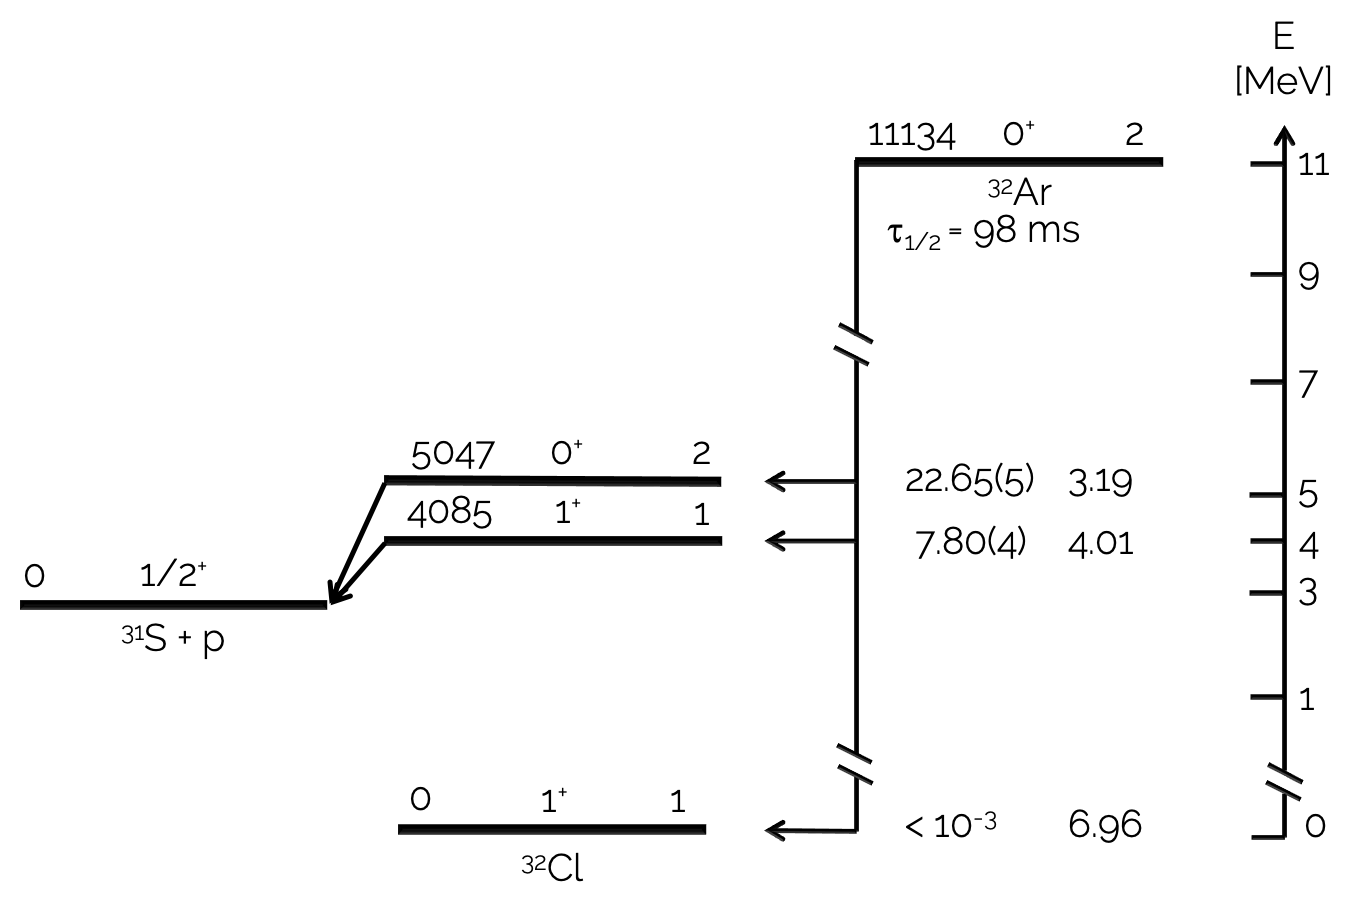 E
[MeV]
11134 0⁺ 2
³²Ar
τ₁/₂ = 98 ms
11
9
7
5
4
3
1
0
5047 0⁺ 2
22.65(5) 3.19
4085 1⁺ 1
7.80(4) 4.01
0 1/2⁺
³¹S + p
0 1⁺ 1
< 10⁻³ 6.96
³²Cl